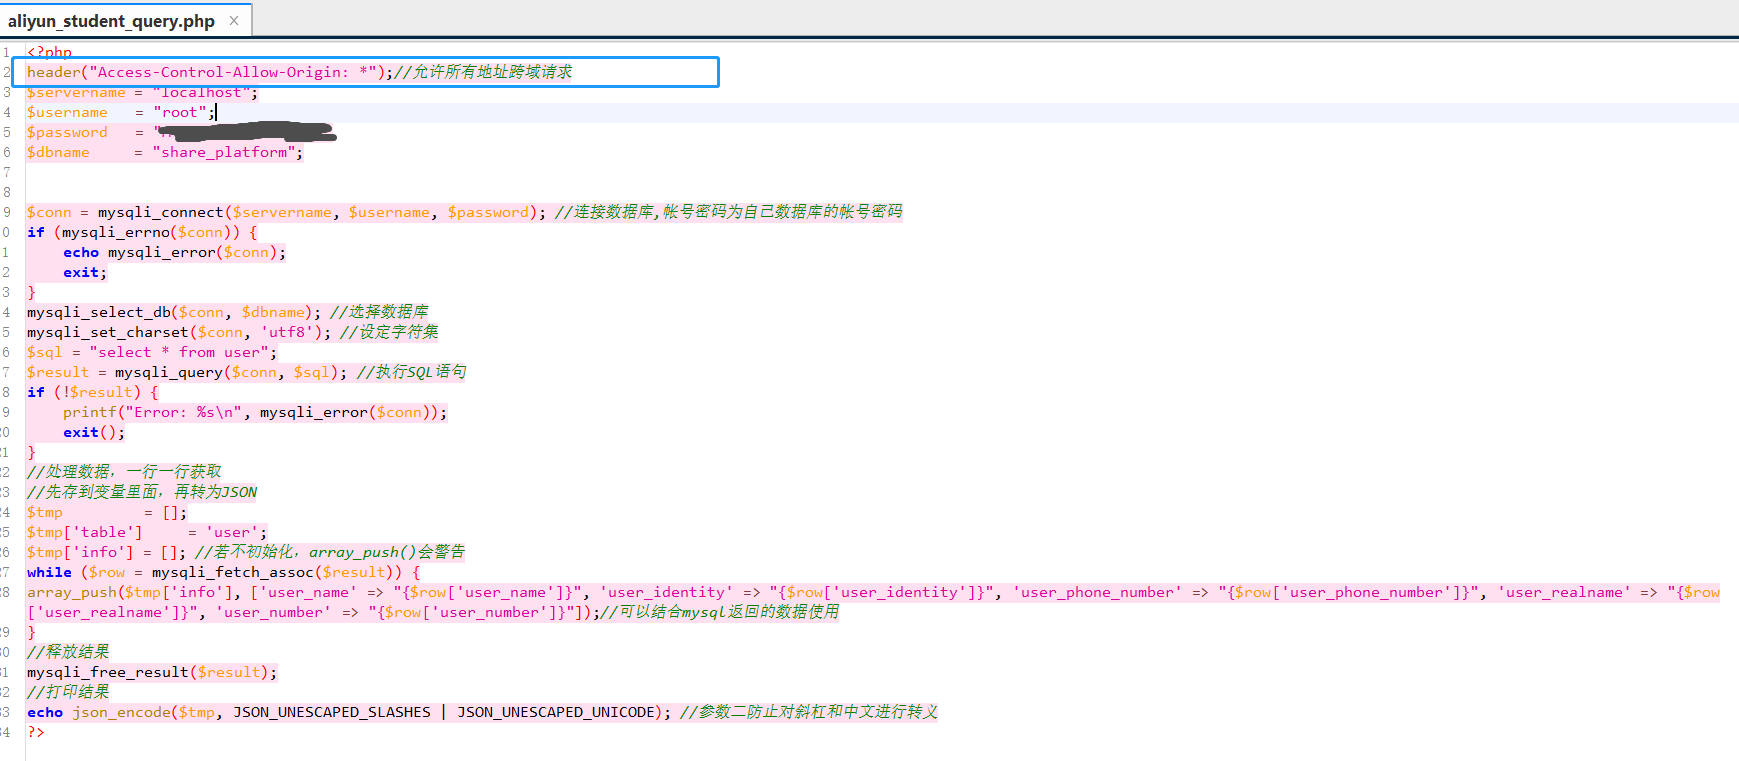 aliyun_student_query.php ×
1 <?php
2 header("Access-Control-Allow-Origin: *");//允许所有地址跨域请求
3 $servername = "localhost";
4 $username   = "root";
5 $password   = "
6 $dbname     = "share_platform";
7
8
9 $conn = mysqli_connect($servername, $username, $password); //连接数据库,帐号密码为自己数据库的帐号密码
0 if (mysqli_errno($conn)) {
1     echo mysqli_error($conn);
2     exit;
3 }
4 mysqli_select_db($conn, $dbname); //选择数据库
5 mysqli_set_charset($conn, 'utf8'); //设定字符集
6 $sql = "select * from user";
7 $result = mysqli_query($conn, $sql); //执行SQL语句
8 if (!$result) {
9     printf("Error: %s\n", mysqli_error($conn));
20     exit();
21 }
22 //处理数据，一行一行获取
23 //先存到变量里面，再转为JSON
24 $tmp         = [];
25 $tmp['table']     = 'user';
26 $tmp['info'] = []; //若不初始化，array_push()会警告
27 while ($row = mysqli_fetch_assoc($result)) {
28 array_push($tmp['info'], ['user_name' => "{$row['user_name']}", 'user_identity' => "{$row['user_identity']}", 'user_phone_number' => "{$row['user_phone_number']}", 'user_realname' => "{$row
['user_realname']}", 'user_number' => "{$row['user_number']}"]);//可以结合mysql返回的数据使用
29 }
30 //释放结果
31 mysqli_free_result($result);
32 //打印结果
33 echo json_encode($tmp, JSON_UNESCAPED_SLASHES | JSON_UNESCAPED_UNICODE); //参数二防止对斜杠和中文进行转义
34 ?>